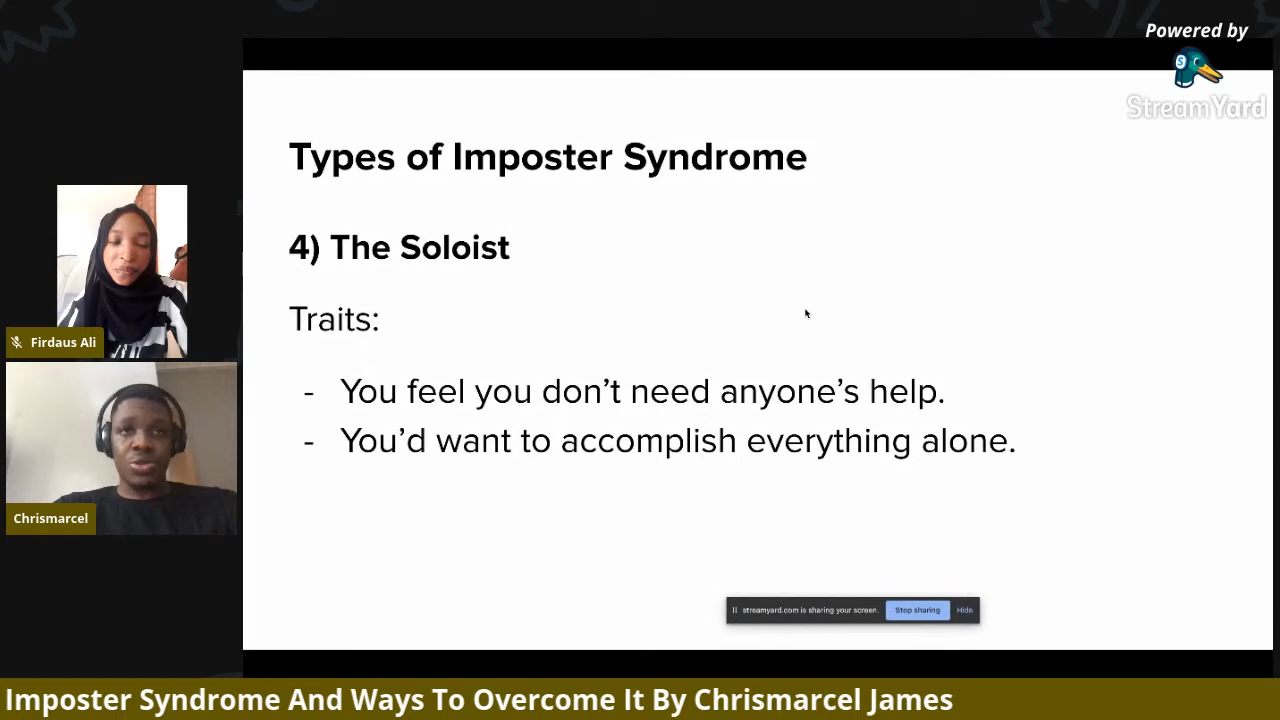 Powered by
StreamYard
Types of Imposter Syndrome
4) The Soloist
Traits:
- You feel you don’t need anyone’s help.
- You’d want to accomplish everything alone.
Firdaus Ali
Chrismarcel
streamyard.com is sharing your screen. Stop sharing Hide
Imposter Syndrome And Ways To Overcome It By Chrismarcel James